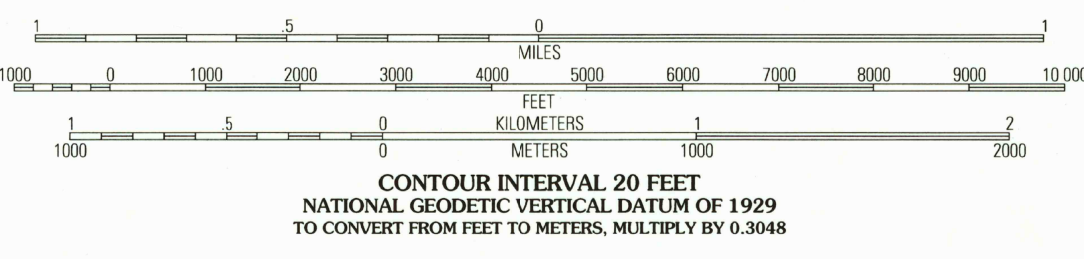 1 .5 0 1
MILES
1000 0 1000 2000 3000 4000 5000 6000 7000 8000 9000 10 000
FEET
1 .5 0 KILOMETERS 1 2
1000 0 METERS 1000 2000
CONTOUR INTERVAL 20 FEET
NATIONAL GEODETIC VERTICAL DATUM OF 1929
TO CONVERT FROM FEET TO METERS, MULTIPLY BY 0.3048